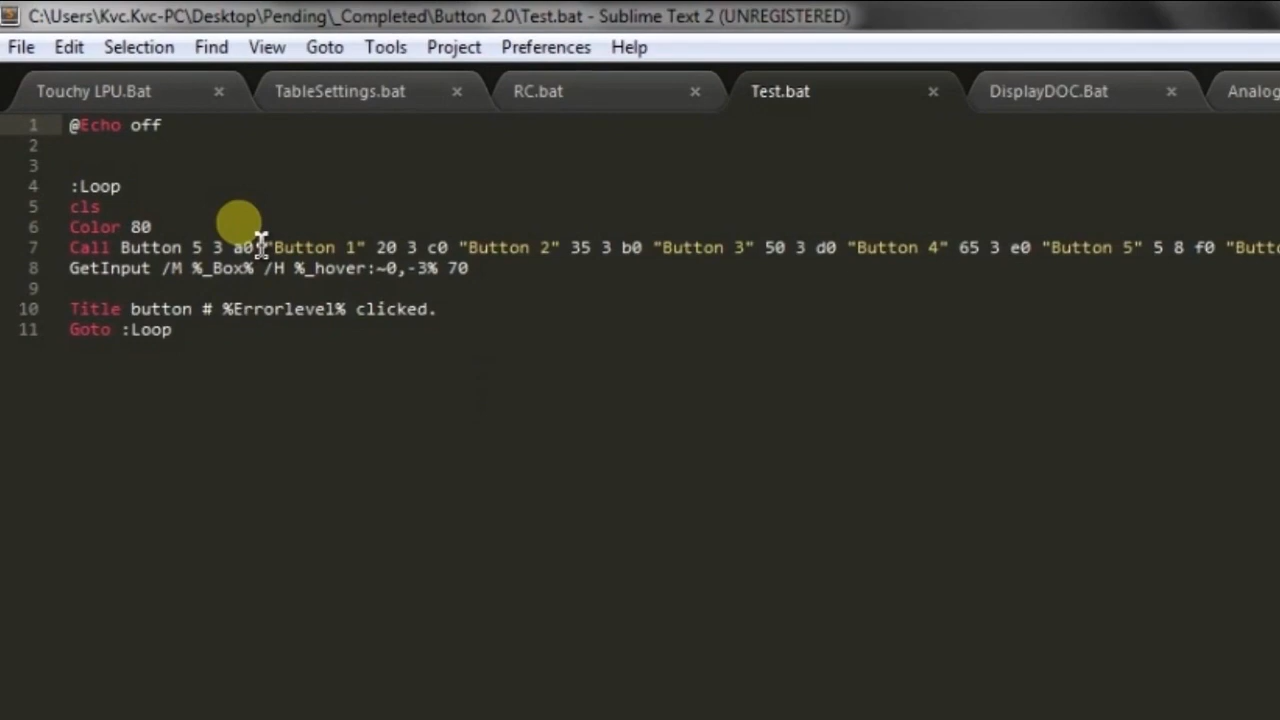 C:\Users\Kvc.Kvc-PC\Desktop\Pending\_Completed\Button 2.0\Test.bat - Sublime Text 2 (UNREGISTERED)
File Edit Selection Find View Goto Tools Project Preferences Help
Touchy LPU.Bat × TableSettings.bat × RC.bat × Test.bat × DisplayDOC.Bat × Analog
1 @Echo off
2
3
4 :Loop
5 cls
6 Color 80
7 Call Button 5 3 a0 "Button 1" 20 3 c0 "Button 2" 35 3 b0 "Button 3" 50 3 d0 "Button 4" 65 3 e0 "Button 5" 5 8 f0 "Butto
8 GetInput /M %_Box% /H %_hover:~0,-3% 70
9
10 Title button # %Errorlevel% clicked.
11 Goto :Loop